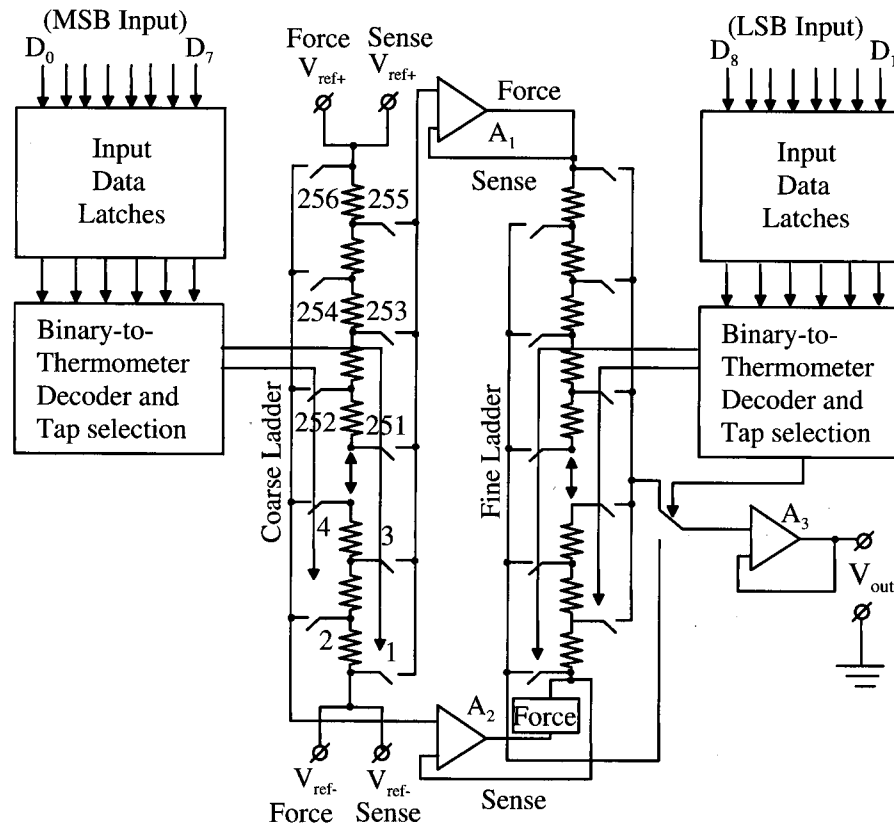 (MSB Input)
D0 D7
Input
Data
Latches
Binary-to-
Thermometer
Decoder and
Tap selection
Force Sense
Vref+ Vref+
256 255
254 253
252 251
4 3
2 1
Coarse Ladder
Vref- Vref-
Force Sense
A1
Force
Sense
A2
Force
Sense
Fine Ladder
(LSB Input)
D8 D1
Input
Data
Latches
Binary-to-
Thermometer
Decoder and
Tap selection
A3
Vout